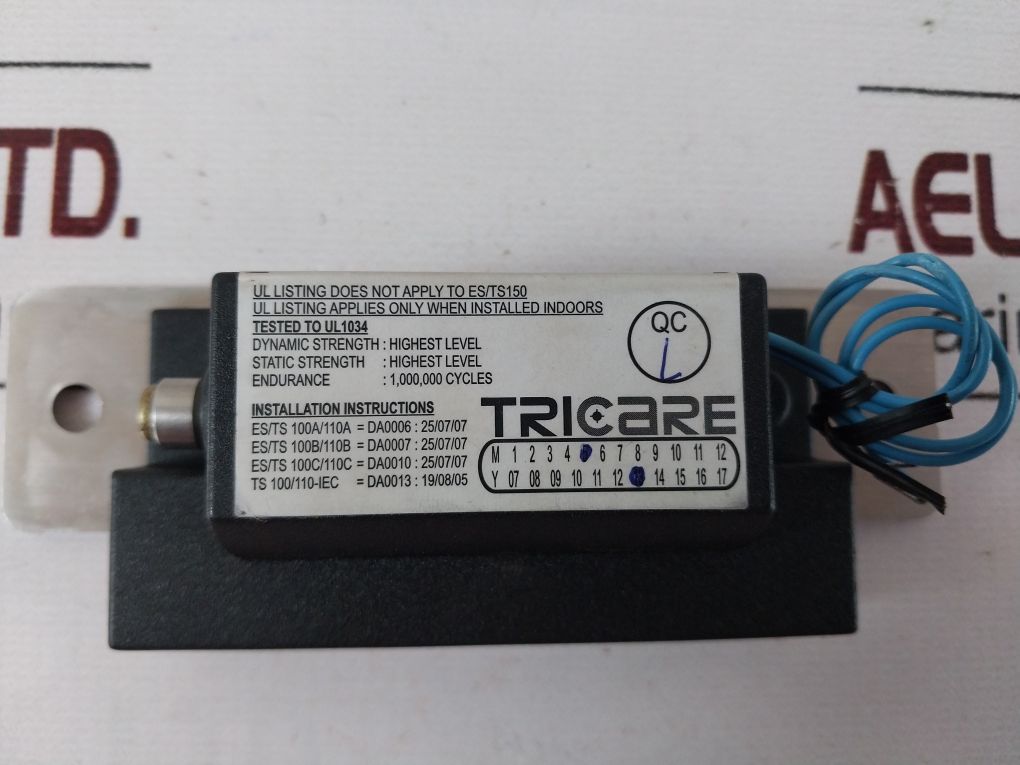 TD.
AEL
UL LISTING DOES NOT APPLY TO ES/TS150
UL LISTING APPLIES ONLY WHEN INSTALLED INDOORS
TESTED TO UL1034
DYNAMIC STRENGTH : HIGHEST LEVEL
STATIC STRENGTH : HIGHEST LEVEL
ENDURANCE : 1,000,000 CYCLES
QC
INSTALLATION INSTRUCTIONS
ES/TS 100A/110A = DA0006 : 25/07/07
ES/TS 100B/110B = DA0007 : 25/07/07
ES/TS 100C/110C = DA0010 : 25/07/07
TS 100/110-IEC = DA0013 : 19/08/05
TRICARE
M 1 2 3 4 6 7 8 9 10 11 12
Y 07 08 09 10 11 12 14 15 16 17